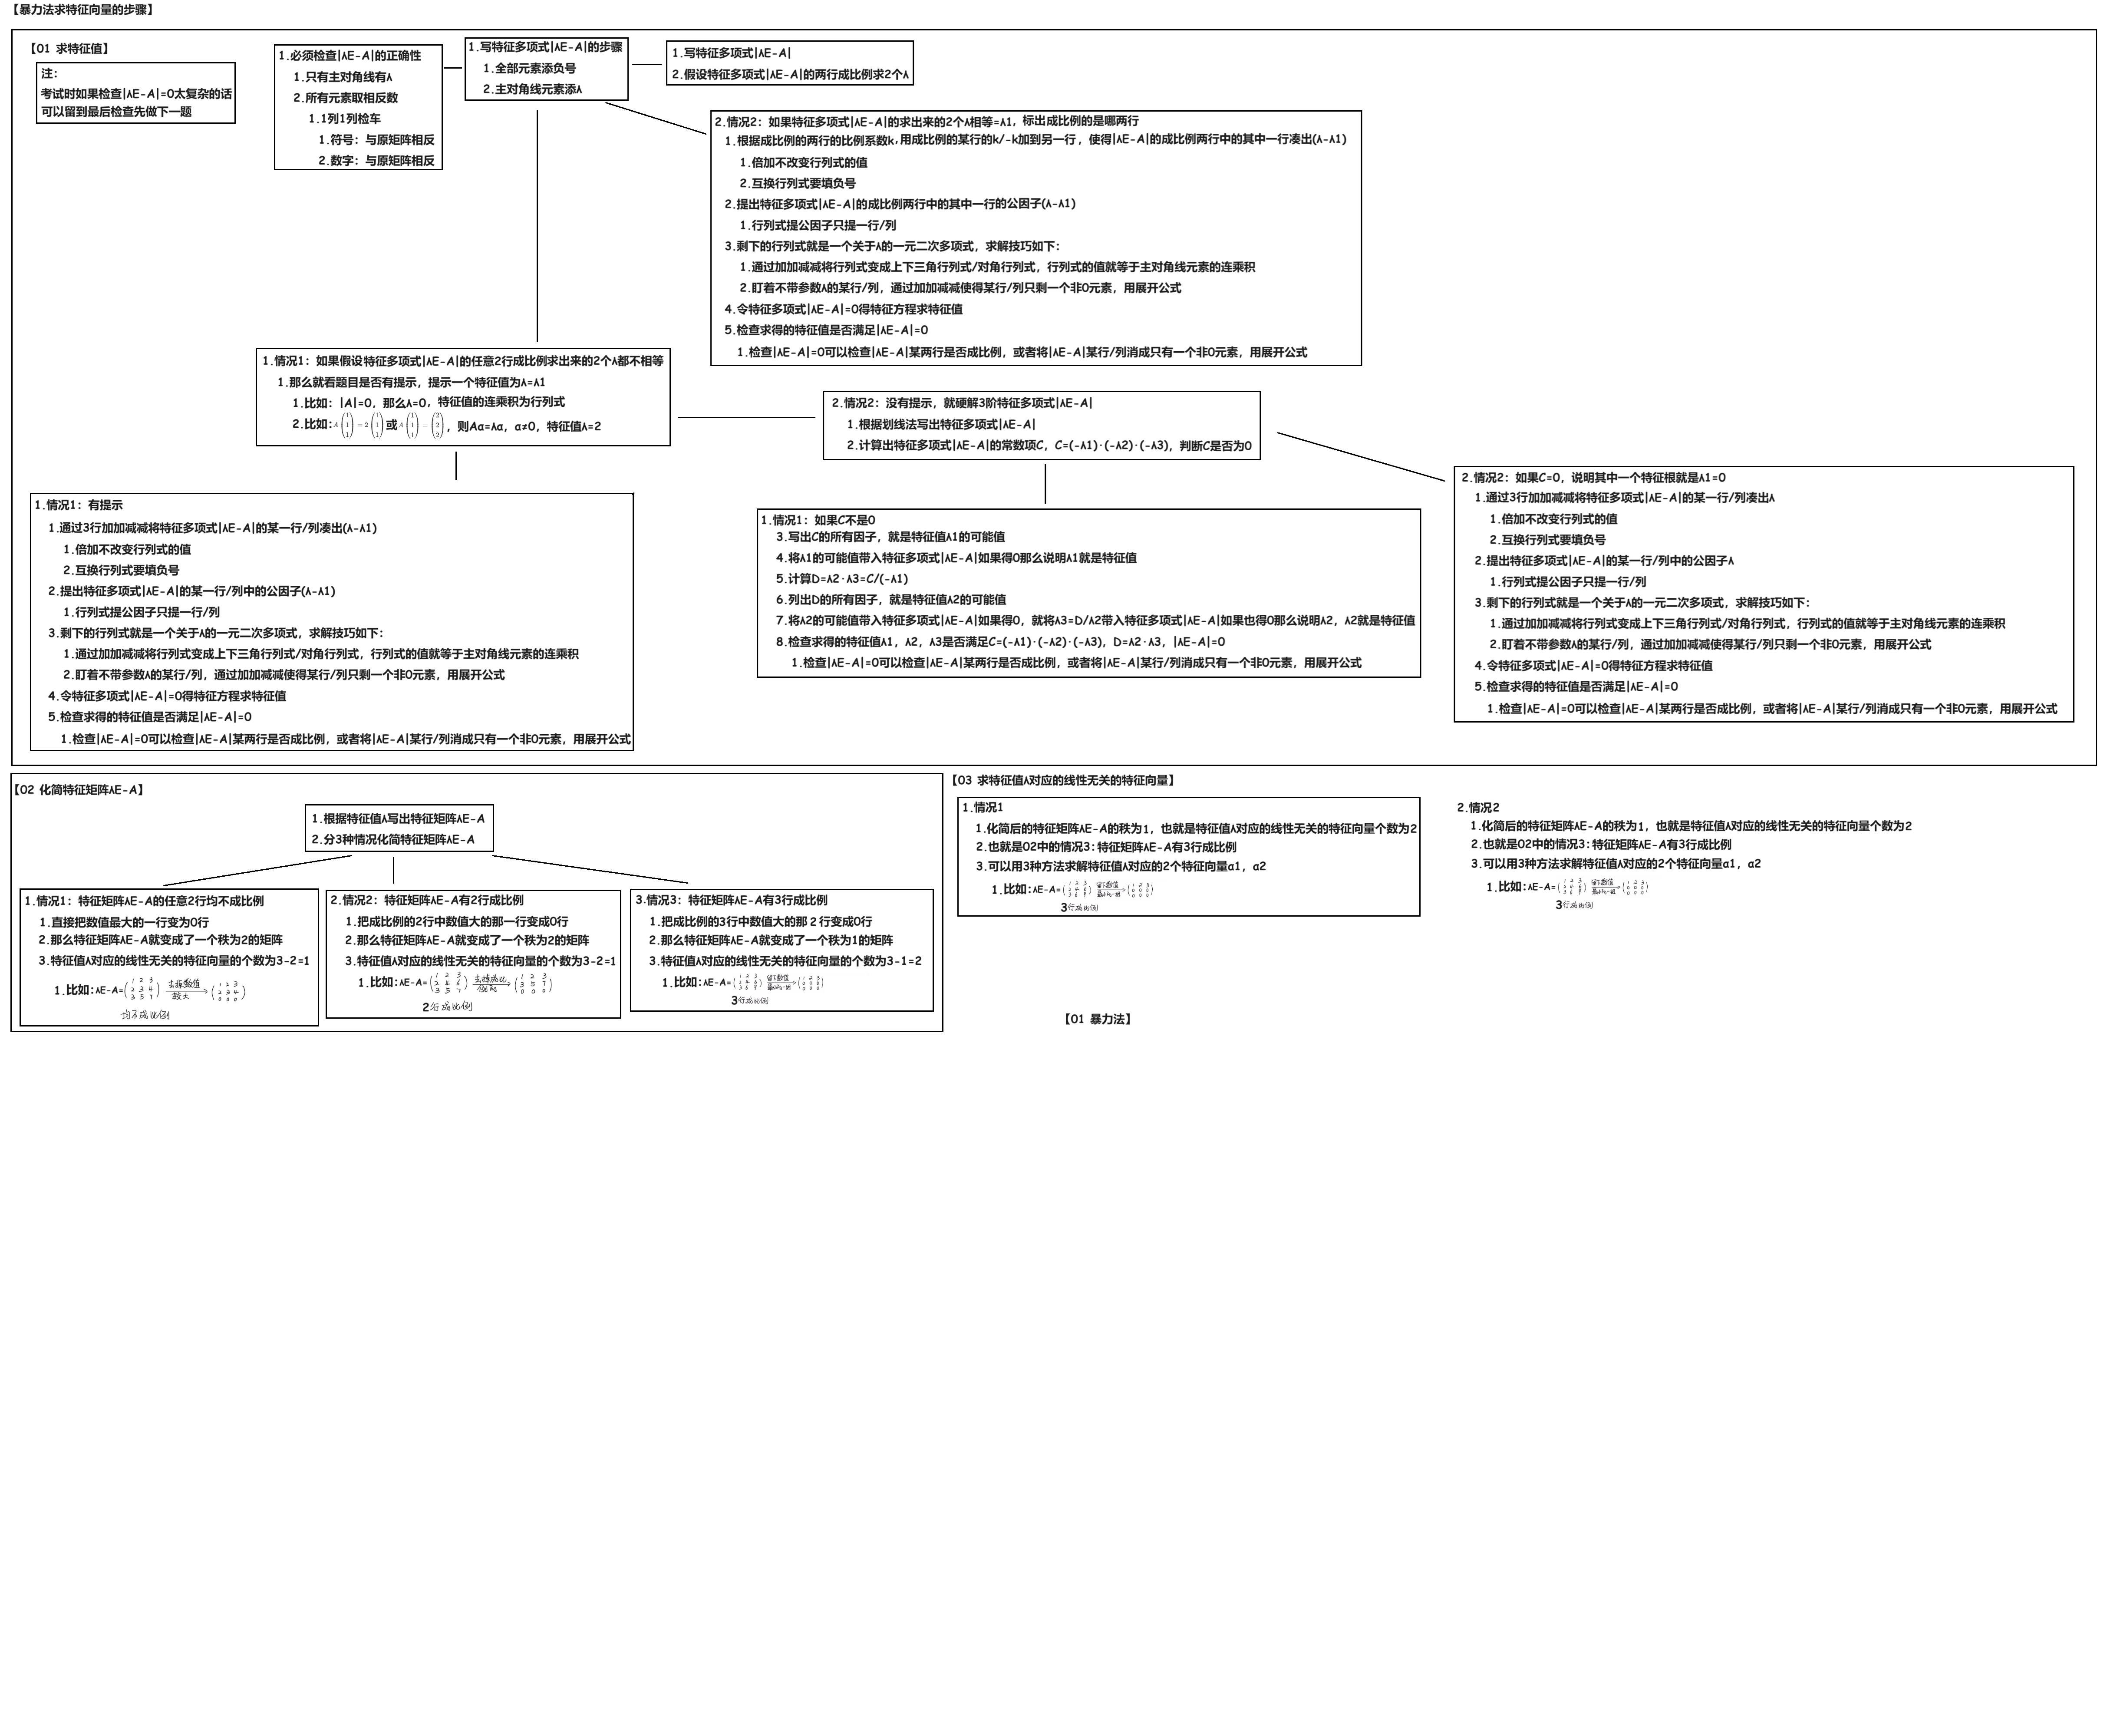 【暴力法求特征向量的步骤】
【01 求特征值】
注：
考试时如果检查|λE-A|=0太复杂的话
可以留到最后检查先做下一题
1.必须检查|λE-A|的正确性
1.只有主对角线有λ
2.所有元素取相反数
1.1列1列检车
1.符号：与原矩阵相反
2.数字：与原矩阵相反
1.写特征多项式|λE-A|的步骤
1.全部元素添负号
2.主对角线元素添λ
1.写特征多项式|λE-A|
2.假设特征多项式|λE-A|的两行成比例求2个λ
2.情况2：如果特征多项式|λE-A|的求出来的2个λ相等=λ1，标出成比例的是哪两行
1.根据成比例的两行的比例系数k，用成比例的某行的k/-k加到另一行，使得|λE-A|的成比例两行中的其中一行凑出(λ-λ1)
1.倍加不改变行列式的值
2.互换行列式要填负号
2.提出特征多项式|λE-A|的成比例两行中的其中一行的公因子(λ-λ1)
1.行列式提公因子只提一行/列
3.剩下的行列式就是一个关于λ的一元二次多项式，求解技巧如下：
1.通过加加减减将行列式变成上下三角行列式/对角行列式，行列式的值就等于主对角线元素的连乘积
2.盯着不带参数λ的某行/列，通过加加减减使得某行/列只剩一个非0元素，用展开公式
4.令特征多项式|λE-A|=0得特征方程求特征值
5.检查求得的特征值是否满足|λE-A|=0
1.检查|λE-A|=0可以检查|λE-A|某两行是否成比例，或者将|λE-A|某行/列消成只有一个非0元素，用展开公式
1.情况1：如果假设特征多项式|λE-A|的任意2行成比例求出来的2个λ都不相等
1.那么就看题目是否有提示，提示一个特征值为λ=λ1
1.比如：|A|=0，那么λ=0，特征值的连乘积为行列式
2.比如：A(1 1 1)=2(1 1 1)或A(1 1 1)=(2 2 2)，则Aα=λα，α≠0，特征值λ=2
2.情况2：没有提示，就硬解3阶特征多项式|λE-A|
1.根据划线法写出特征多项式|λE-A|
2.计算出特征多项式|λE-A|的常数项C，C=(-λ1)·(-λ2)·(-λ3)，判断C是否为0
1.情况1：有提示
1.通过3行加加减减将特征多项式|λE-A|的某一行/列凑出(λ-λ1)
1.倍加不改变行列式的值
2.互换行列式要填负号
2.提出特征多项式|λE-A|的某一行/列中的公因子(λ-λ1)
1.行列式提公因子只提一行/列
3.剩下的行列式就是一个关于λ的一元二次多项式，求解技巧如下：
1.通过加加减减将行列式变成上下三角行列式/对角行列式，行列式的值就等于主对角线元素的连乘积
2.盯着不带参数λ的某行/列，通过加加减减使得某行/列只剩一个非0元素，用展开公式
4.令特征多项式|λE-A|=0得特征方程求特征值
5.检查求得的特征值是否满足|λE-A|=0
1.检查|λE-A|=0可以检查|λE-A|某两行是否成比例，或者将|λE-A|某行/列消成只有一个非0元素，用展开公式
1.情况1：如果C不是0
3.写出C的所有因子，就是特征值λ1的可能值
4.将λ1的可能值带入特征多项式|λE-A|如果得0那么说明λ1就是特征值
5.计算D=λ2·λ3=C/(-λ1)
6.列出D的所有因子，就是特征值λ2的可能值
7.将λ2的可能值带入特征多项式|λE-A|如果得0，就将λ3=D/λ2带入特征多项式|λE-A|如果也得0那么说明λ2，λ2就是特征值
8.检查求得的特征值λ1，λ2，λ3是否满足C=(-λ1)·(-λ2)·(-λ3)，D=λ2·λ3，|λE-A|=0
1.检查|λE-A|=0可以检查|λE-A|某两行是否成比例，或者将|λE-A|某行/列消成只有一个非0元素，用展开公式
2.情况2：如果C=0，说明其中一个特征根就是λ1=0
1.通过3行加加减减将特征多项式|λE-A|的某一行/列凑出λ
1.倍加不改变行列式的值
2.互换行列式要填负号
2.提出特征多项式|λE-A|的某一行/列中的公因子λ
1.行列式提公因子只提一行/列
3.剩下的行列式就是一个关于λ的一元二次多项式，求解技巧如下：
1.通过加加减减将行列式变成上下三角行列式/对角行列式，行列式的值就等于主对角线元素的连乘积
2.盯着不带参数λ的某行/列，通过加加减减使得某行/列只剩一个非0元素，用展开公式
4.令特征多项式|λE-A|=0得特征方程求特征值
5.检查求得的特征值是否满足|λE-A|=0
1.检查|λE-A|=0可以检查|λE-A|某两行是否成比例，或者将|λE-A|某行/列消成只有一个非0元素，用展开公式
【02 化简特征矩阵λE-A】
1.根据特征值λ写出特征矩阵λE-A
2.分3种情况化简特征矩阵λE-A
1.情况1：特征矩阵λE-A的任意2行均不成比例
1.直接把数值最大的一行变为0行
2.那么特征矩阵λE-A就变成了一个秩为2的矩阵
3.特征值λ对应的线性无关的特征向量的个数为3-2=1
1 2 3 1 2 3
1.比如：λE-A=( 2 3 4 ) 去掉数值较大 → ( 2 3 4 )
3 5 7 0 0 0
均不成比例
2.情况2：特征矩阵λE-A有2行成比例
1.把成比例的2行中数值大的那一行变成0行
2.那么特征矩阵λE-A就变成了一个秩为2的矩阵
3.特征值λ对应的线性无关的特征向量的个数为3-2=1
1 2 3 1 2 3
1.比如：λE-A=( 2 4 6 ) → ( 3 5 7 )
3 5 7 0 0 0
2行成比例
3.情况3：特征矩阵λE-A有3行成比例
1.把成比例的3行中数值大的那 2 行变成0行
2.那么特征矩阵λE-A就变成了一个秩为1的矩阵
3.特征值λ对应的线性无关的特征向量的个数为3-1=2
1 2 3 1 2 3
1.比如：λE-A=( 2 4 6 ) 留下数值 → ( 0 0 0 )
3 6 9 0 0 0
3行成比例
【03 求特征值λ对应的线性无关的特征向量】
1.情况1
1.化简后的特征矩阵λE-A的秩为1，也就是特征值λ对应的线性无关的特征向量个数为2
2.也就是02中的情况3：特征矩阵λE-A有3行成比例
3.可以用3种方法求解特征值λ对应的2个特征向量α1，α2
1 2 3 1 2 3
1.比如：λE-A=( 2 4 6 ) 留下数值 → ( 0 0 0 )
3 6 9 0 0 0
3行成比例
2.情况2
1.化简后的特征矩阵λE-A的秩为1，也就是特征值λ对应的线性无关的特征向量个数为2
2.也就是02中的情况3：特征矩阵λE-A有3行成比例
3.可以用3种方法求解特征值λ对应的2个特征向量α1，α2
1 2 3 1 2 3
1.比如：λE-A=( 2 4 6 ) 留下数值 → ( 0 0 0 )
3 6 9 0 0 0
3行成比例
【01 暴力法】